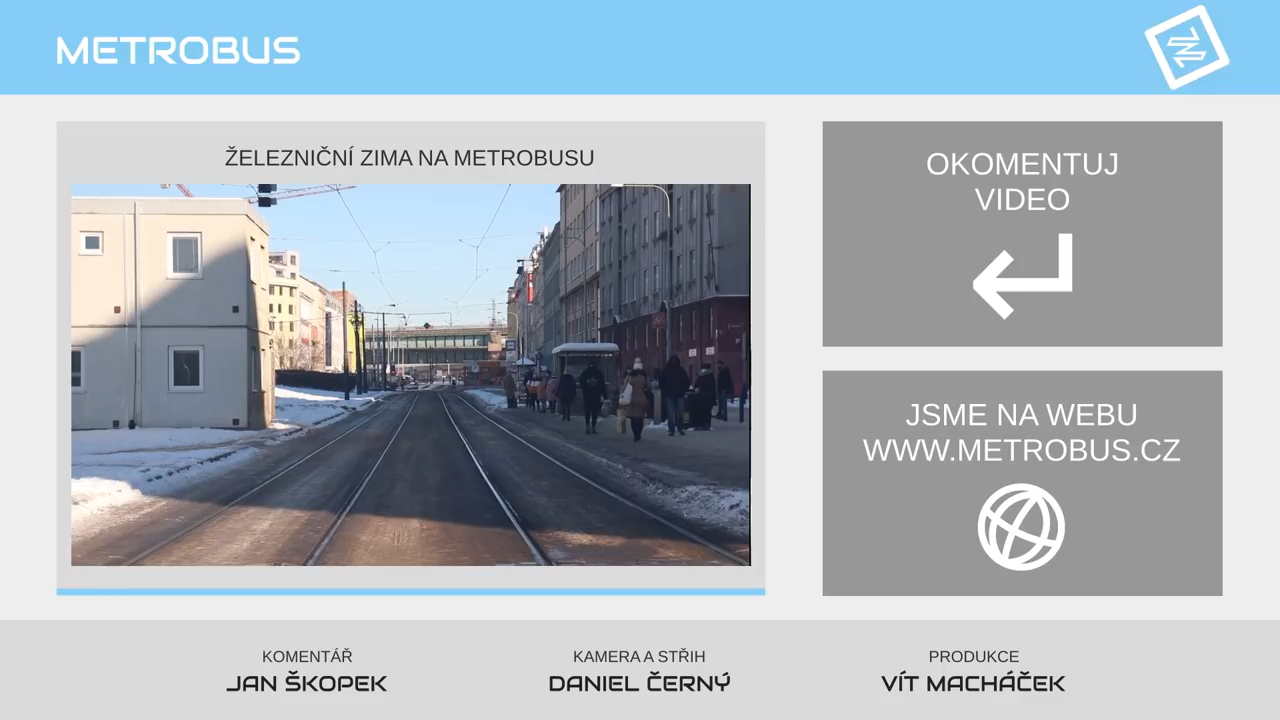 METROBUS
ŽELEZNIČNÍ ZIMA NA METROBUSU
OKOMENTUJ
VIDEO
JSME NA WEBU
WWW.METROBUS.CZ
KOMENTÁŘ
JAN ŠKOPEK
KAMERA A STŘIH
DANIEL ČERNÝ
PRODUKCE
VÍT MACHÁČEK